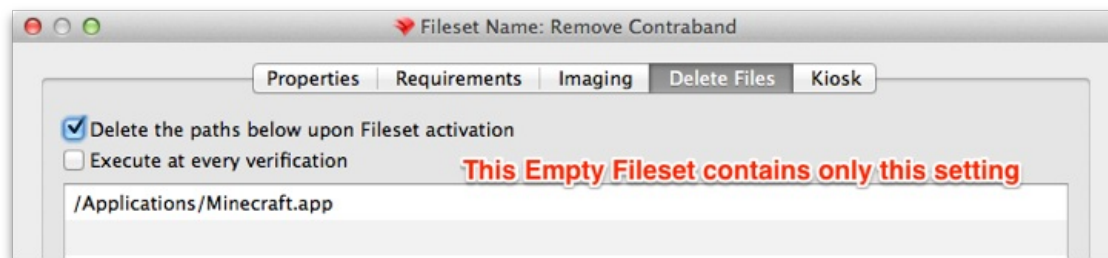 Fileset Name: Remove Contraband
Properties Requirements Imaging Delete Files Kiosk
Delete the paths below upon Fileset activation
Execute at every verification
This Empty Fileset contains only this setting
/Applications/Minecraft.app